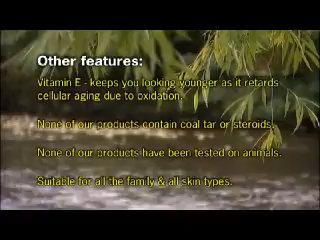 Other features:
Vitamin E - keeps you looking younger as it retards
cellular aging due to oxidation.
None of our products contain coal tar or steroids.
None of our products have been tested on animals.
Suitable for all the family & all skin types.